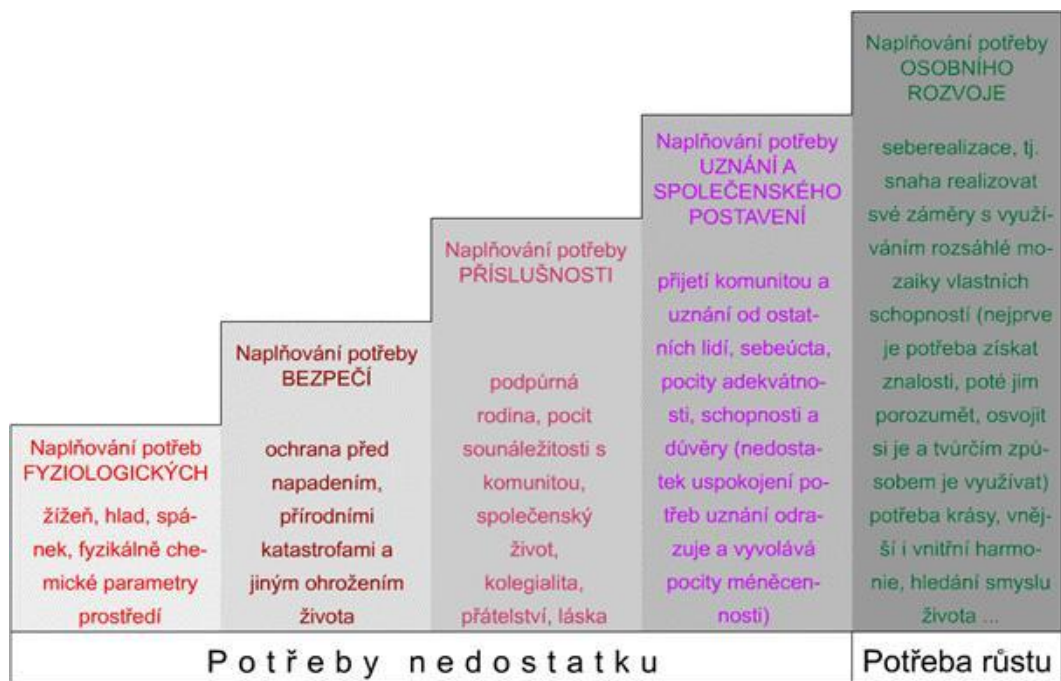 Naplňování potřeb
FYZIOLOGICKÝCH
žížeň, hlad, spá-
nek, fyzikálně che-
mické parametry
prostředí
Naplňování potřeby
BEZPEČÍ
ochrana před
napadením,
přírodními
katastrofami a
jiným ohrožením
života
Naplňování potřeby
PŘÍSLUŠNOSTI
podpůrná
rodina, pocit
sounáležitosti s
komunitou,
společenský
život,
kolegialita,
přátelství, láska
Naplňování potřeby
UZNÁNÍ A
SPOLEČENSKÉHO
POSTAVENÍ
přijetí komunitou a
uznání od ostat-
ních lidí, sebeúcta,
pocity adekvátno-
sti, schopnosti a
důvěry (nedosta-
tek uspokojení po-
třeb uznání odra-
zuje a vyvolává
pocity méněcen-
nosti)
Naplňování potřeby
OSOBNÍHO
ROZVOJE
seberealizace, tj.
snaha realizovat
své záměry s využí-
váním rozsáhlé mo-
zaiky vlastních
schopností (nejprve
je potřeba získat
znalosti, poté jim
porozumět, osvojit
si je a tvůrčím způ-
sobem je využívat)
potřeba krásy, vněj-
ší i vnitřní harmo-
nie, hledání smyslu
života ...
Potřeby nedostatku
Potřeba růstu